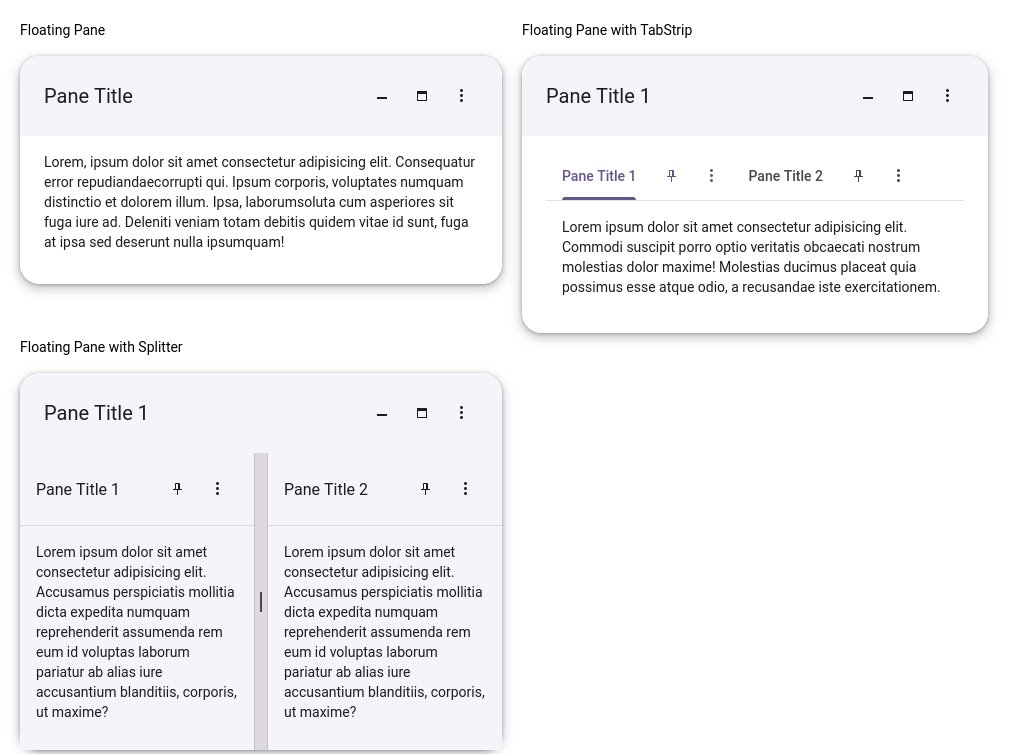 Floating Pane
Pane Title
Lorem, ipsum dolor sit amet consectetur adipisicing elit. Consequatur
error repudiandaecorrupti qui. Ipsum corporis, voluptates numquam
distinctio et dolorem illum. Ipsa, laborumsoluta cum asperiores sit
fuga iure ad. Deleniti veniam totam debitis quidem vitae id sunt, fuga
at ipsa sed deserunt nulla ipsumquam!
Floating Pane with TabStrip
Pane Title 1
Pane Title 1
Pane Title 2
Lorem ipsum dolor sit amet consectetur adipisicing elit.
Commodi suscipit porro optio veritatis obcaecati nostrum
molestias dolor maxime! Molestias ducimus placeat quia
possimus esse atque odio, a recusandae iste exercitationem.
Floating Pane with Splitter
Pane Title 1
Pane Title 1
Lorem ipsum dolor sit amet
consectetur adipisicing elit.
Accusamus perspiciatis mollitia
dicta expedita numquam
reprehenderit assumenda rem
eum id voluptas laborum
pariatur ab alias iure
accusantium blanditiis, corporis,
ut maxime?
Pane Title 2
Lorem ipsum dolor sit amet
consectetur adipisicing elit.
Accusamus perspiciatis mollitia
dicta expedita numquam
reprehenderit assumenda rem
eum id voluptas laborum
pariatur ab alias iure
accusantium blanditiis, corporis,
ut maxime?